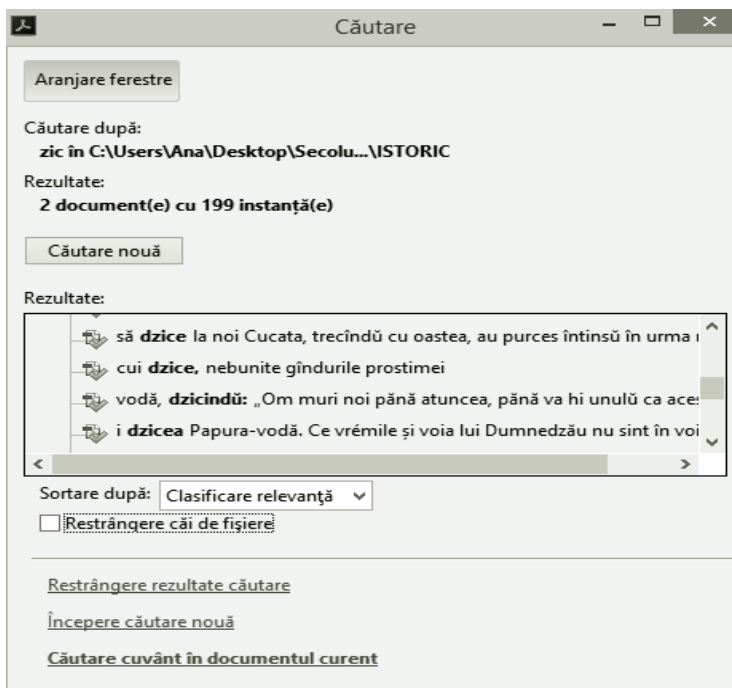 Căutare
Aranjare ferestre
Căutare după:
zic în C:\Users\Ana\Desktop\Secolu...\ISTORIC
Rezultate:
2 document(e) cu 199 instanță(e)
Căutare nouă
Rezultate:
să dzice la noi Cucata, trecîndŭ cu oastea, au purces întinsŭ în urma
cui dzice, nebunite gîndurile prostimei
vodă, dzicindŭ: „Om muri noi pănă atuncea, pănă va hi unulŭ ca aces
i dzicea Papura-vodă. Ce vrémile și voia lui Dumnedzău nu sint în voi
Sortare după: Clasificare relevanţă
Restrângere căi de fişiere
Restrângere rezultate căutare
Începere căutare nouă
Căutare cuvânt în documentul curent